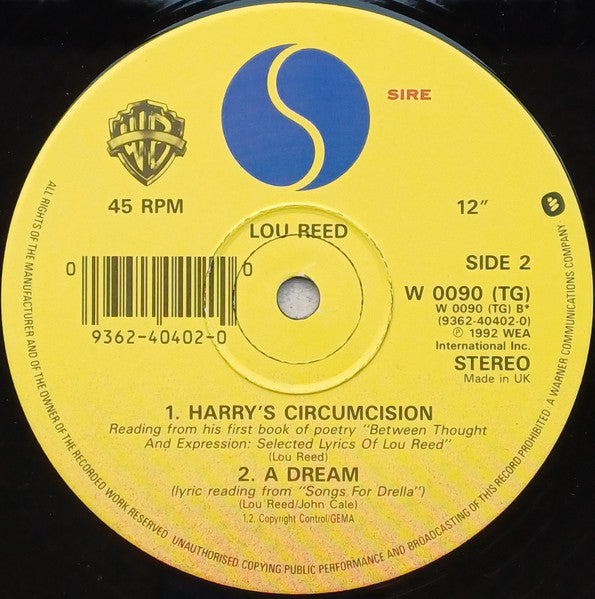 SIRE
WB
45 RPM
12"
LOU REED
SIDE 2
W 0090 (TG)
W 0090 (TG) B*
(9362-40402-0)
℗ 1992 WEA
International Inc.
STEREO
Made in UK
0 0
9362-40402-0
1. HARRY'S CIRCUMCISION
Reading from his first book of poetry "Between Thought
And Expression: Selected Lyrics Of Lou Reed"
(Lou Reed)
2. A DREAM
(lyric reading from "Songs For Drella")
(Lou Reed/John Cale)
1.2. Copyright Control/GEMA
ALL RIGHTS OF THE MANUFACTURER AND OF THE OWNER OF THE RECORDED WORK RESERVED UNAUTHORISED COPYING PUBLIC PERFORMANCE AND BROADCASTING OF THIS RECORD PROHIBITED A WARNER COMMUNICATIONS COMPANY